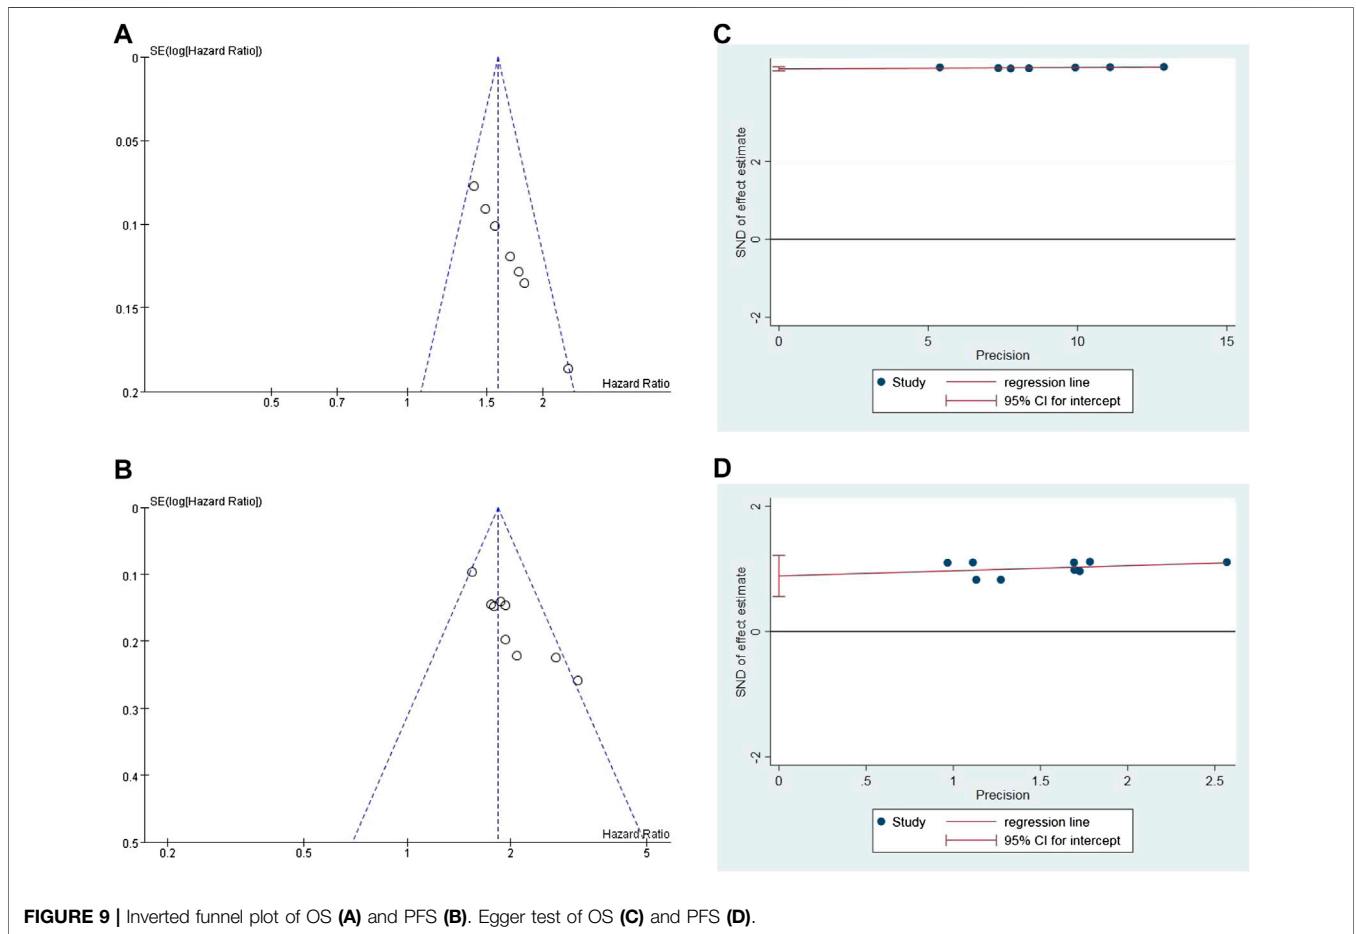 A
SE(log[Hazard Ratio])
0
0.05
0.1
0.15
0.2
Hazard Ratio
0.5 0.7 1 1.5 2
C
SND of effect estimate
2
0
-2
0 5 10 15
Precision
Study regression line
95% CI for intercept
B
SE(log[Hazard Ratio])
0
0.1
0.2
0.3
0.4
0.5
Hazard Ratio
0.2 0.5 1 2 5
D
SND of effect estimate
2
0
-2
0 .5 1 1.5 2 2.5
Precision
Study regression line
95% CI for intercept
FIGURE 9 | Inverted funnel plot of OS (A) and PFS (B). Egger test of OS (C) and PFS (D).